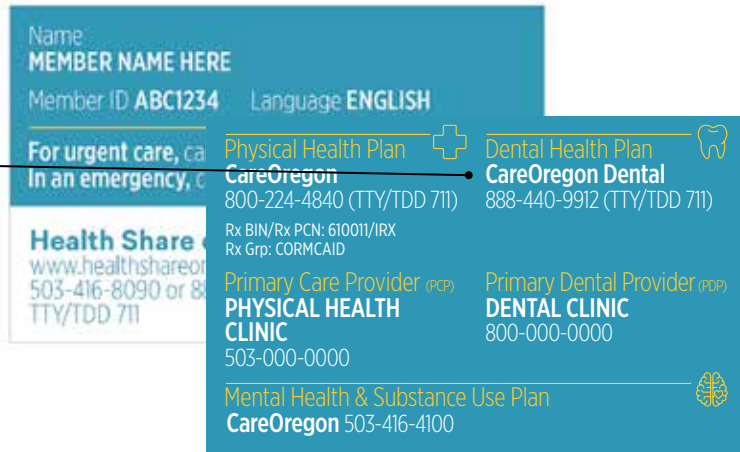 Name
MEMBER NAME HERE
Member ID ABC1234 Language ENGLISH
For urgent care,
In an emergency,
Health Share
www.healthshareor
503-416-8090 or 8
TTY/TDD 711
Physical Health Plan
CareOregon
800-224-4840 (TTY/TDD 711)
Rx BIN/Rx PCN: 610011/IRX
Rx Grp: CORMCAID
Dental Health Plan
CareOregon Dental
888-440-9912 (TTY/TDD 711)
Primary Care Provider (PCP)
PHYSICAL HEALTH
CLINIC
503-000-0000
Primary Dental Provider (PDP)
DENTAL CLINIC
800-000-0000
Mental Health & Substance Use Plan
CareOregon 503-416-4100